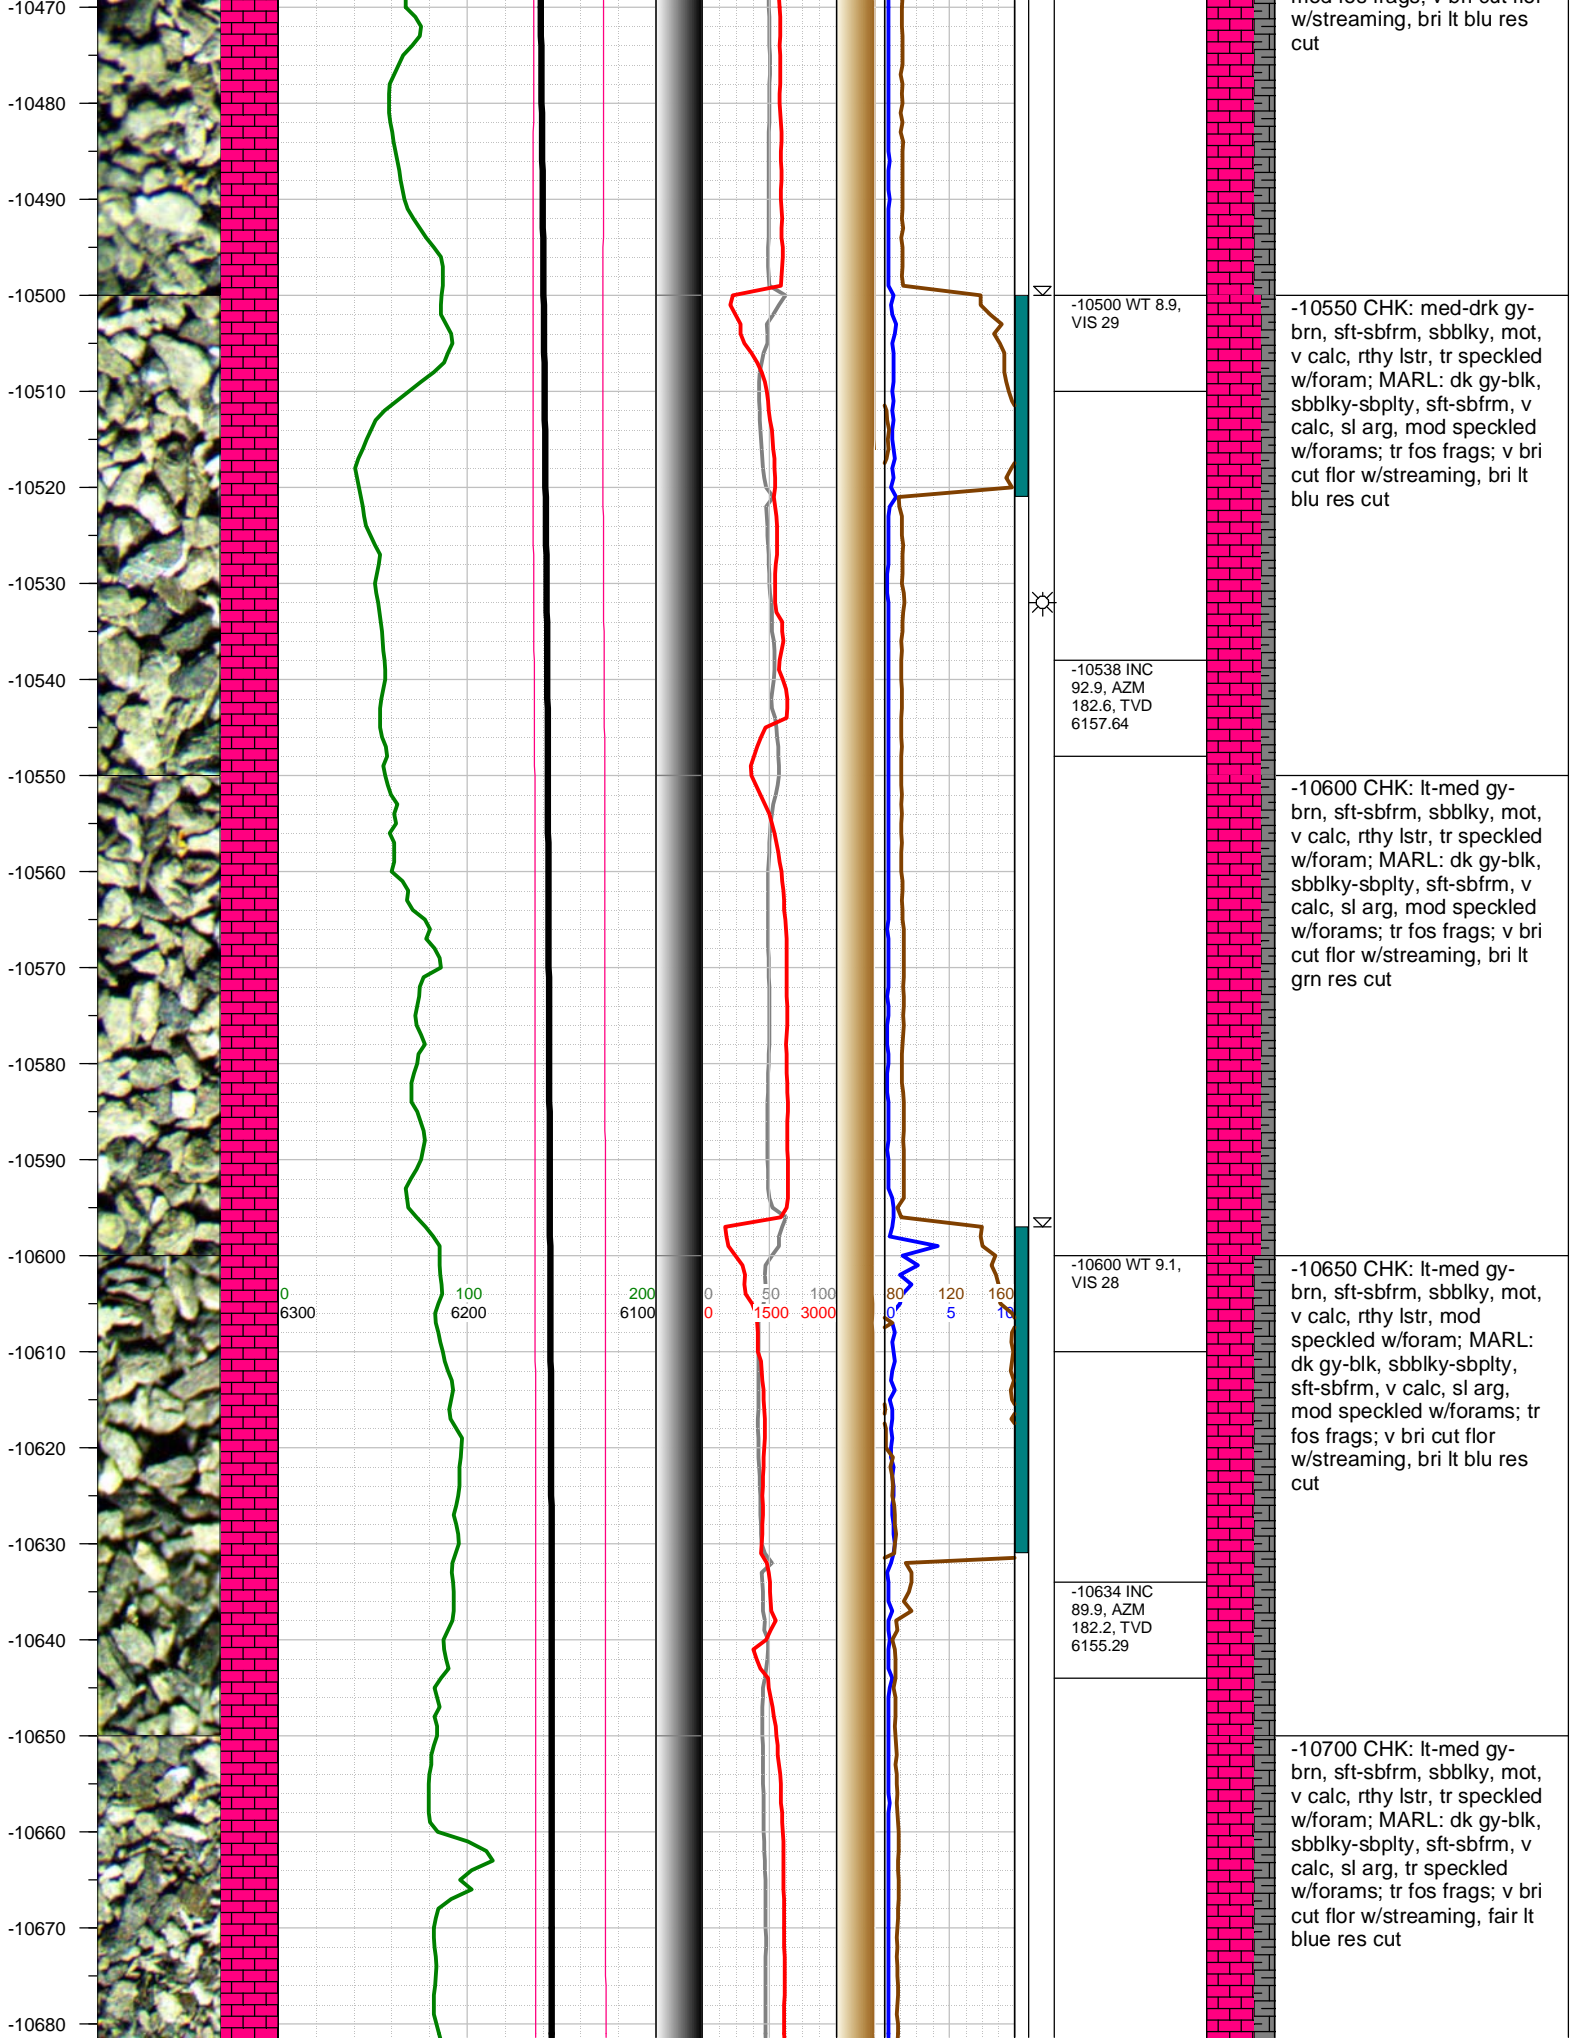 -10470
-10480
-10490
-10500
-10510
-10520
-10530
-10540
-10550
-10560
-10570
-10580
-10590
-10600
-10610
-10620
-10630
-10640
-10650
-10660
-10670
-10680
0 100 200
6300 6200 6100
0 50 100
0 1500 3000
80 120 160
0 5 10
-10500 WT 8.9,
VIS 29
-10538 INC
92.9, AZM
182.6, TVD
6157.64
-10600 WT 9.1,
VIS 28
-10634 INC
89.9, AZM
182.2, TVD
6155.29
w/streaming, bri lt blu res
cut
-10550 CHK: med-drk gy-
brn, sft-sbfrm, sbblky, mot,
v calc, rthy lstr, tr speckled
w/foram; MARL: dk gy-blk,
sbblky-sbplty, sft-sbfrm, v
calc, sl arg, mod speckled
w/forams; tr fos frags; v bri
cut flor w/streaming, bri lt
blu res cut
-10600 CHK: lt-med gy-
brn, sft-sbfrm, sbblky, mot,
v calc, rthy lstr, tr speckled
w/foram; MARL: dk gy-blk,
sbblky-sbplty, sft-sbfrm, v
calc, sl arg, mod speckled
w/forams; tr fos frags; v bri
cut flor w/streaming, bri lt
grn res cut
-10650 CHK: lt-med gy-
brn, sft-sbfrm, sbblky, mot,
v calc, rthy lstr, mod
speckled w/foram; MARL:
dk gy-blk, sbblky-sbplty,
sft-sbfrm, v calc, sl arg,
mod speckled w/forams; tr
fos frags; v bri cut flor
w/streaming, bri lt blu res
cut
-10700 CHK: lt-med gy-
brn, sft-sbfrm, sbblky, mot,
v calc, rthy lstr, tr speckled
w/foram; MARL: dk gy-blk,
sbblky-sbplty, sft-sbfrm, v
calc, sl arg, tr speckled
w/forams; tr fos frags; v bri
cut flor w/streaming, fair lt
blue res cut